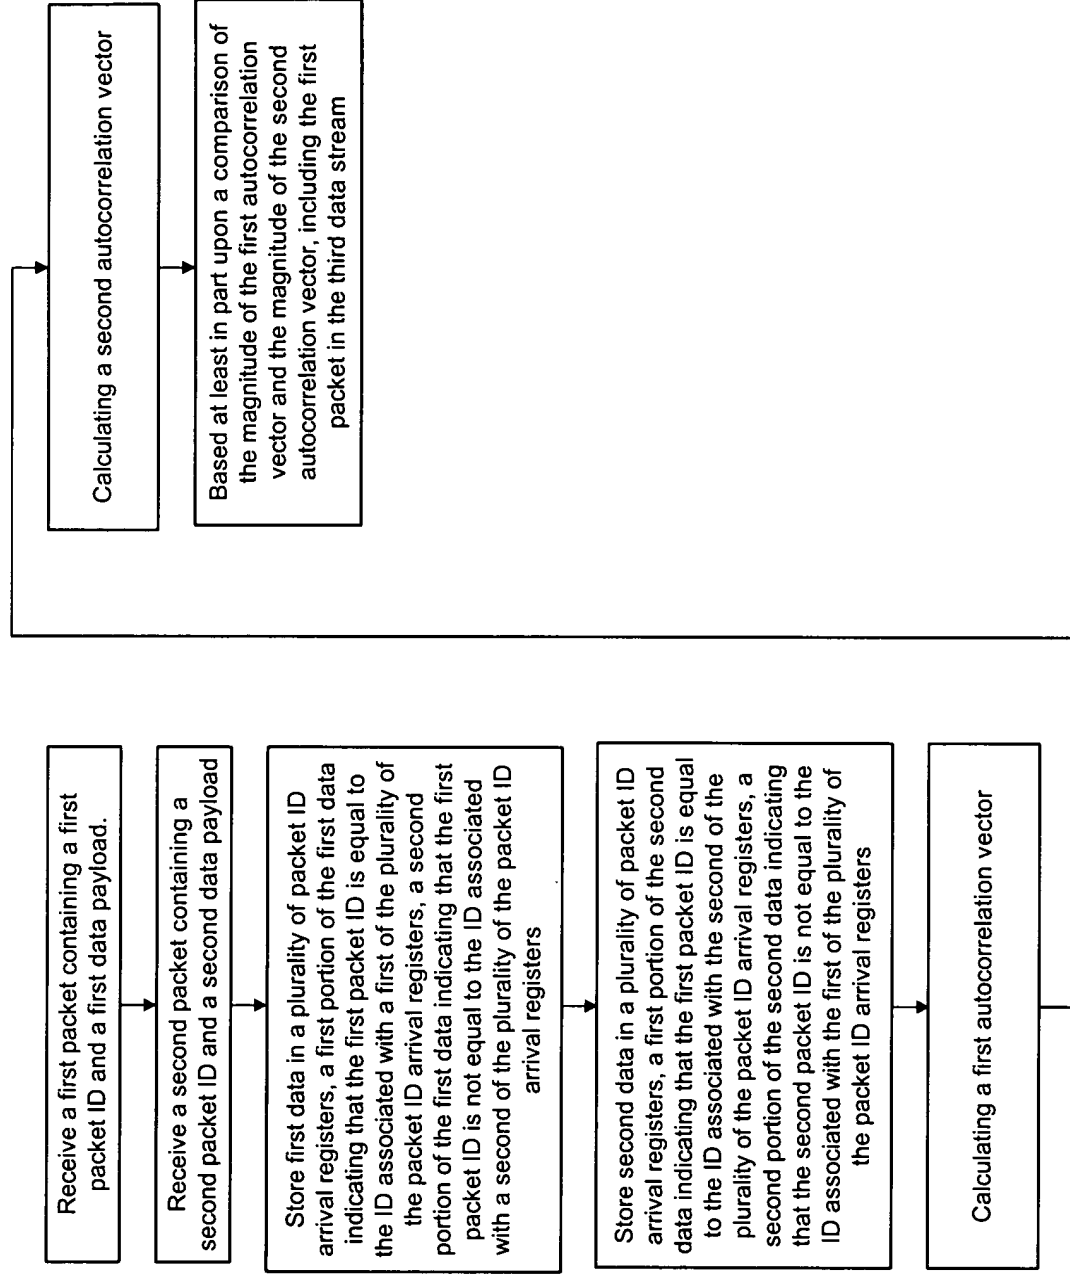 Receive a first packet containing a first
packet ID and a first data payload.
Receive a second packet containing a
second packet ID and a second data payload
Store first data in a plurality of packet ID
arrival registers, a first portion of the first data
indicating that the first packet ID is equal to
the ID associated with a first of the plurality of
the packet ID arrival registers, a second
portion of the first data indicating that the first
packet ID is not equal to the ID associated
with a second of the plurality of the packet ID
arrival registers
Store second data in a plurality of packet ID
arrival registers, a first portion of the second
data indicating that the first packet ID is equal
to the ID associated with the second of the
plurality of the packet ID arrival registers, a
second portion of the second data indicating
that the second packet ID is not equal to the
ID associated with the first of the plurality of
the packet ID arrival registers
Calculating a first autocorrelation vector
Calculating a second autocorrelation vector
Based at least in part upon a comparison of
the magnitude of the first autocorrelation
vector and the magnitude of the second
autocorrelation vector, including the first
packet in the third data stream